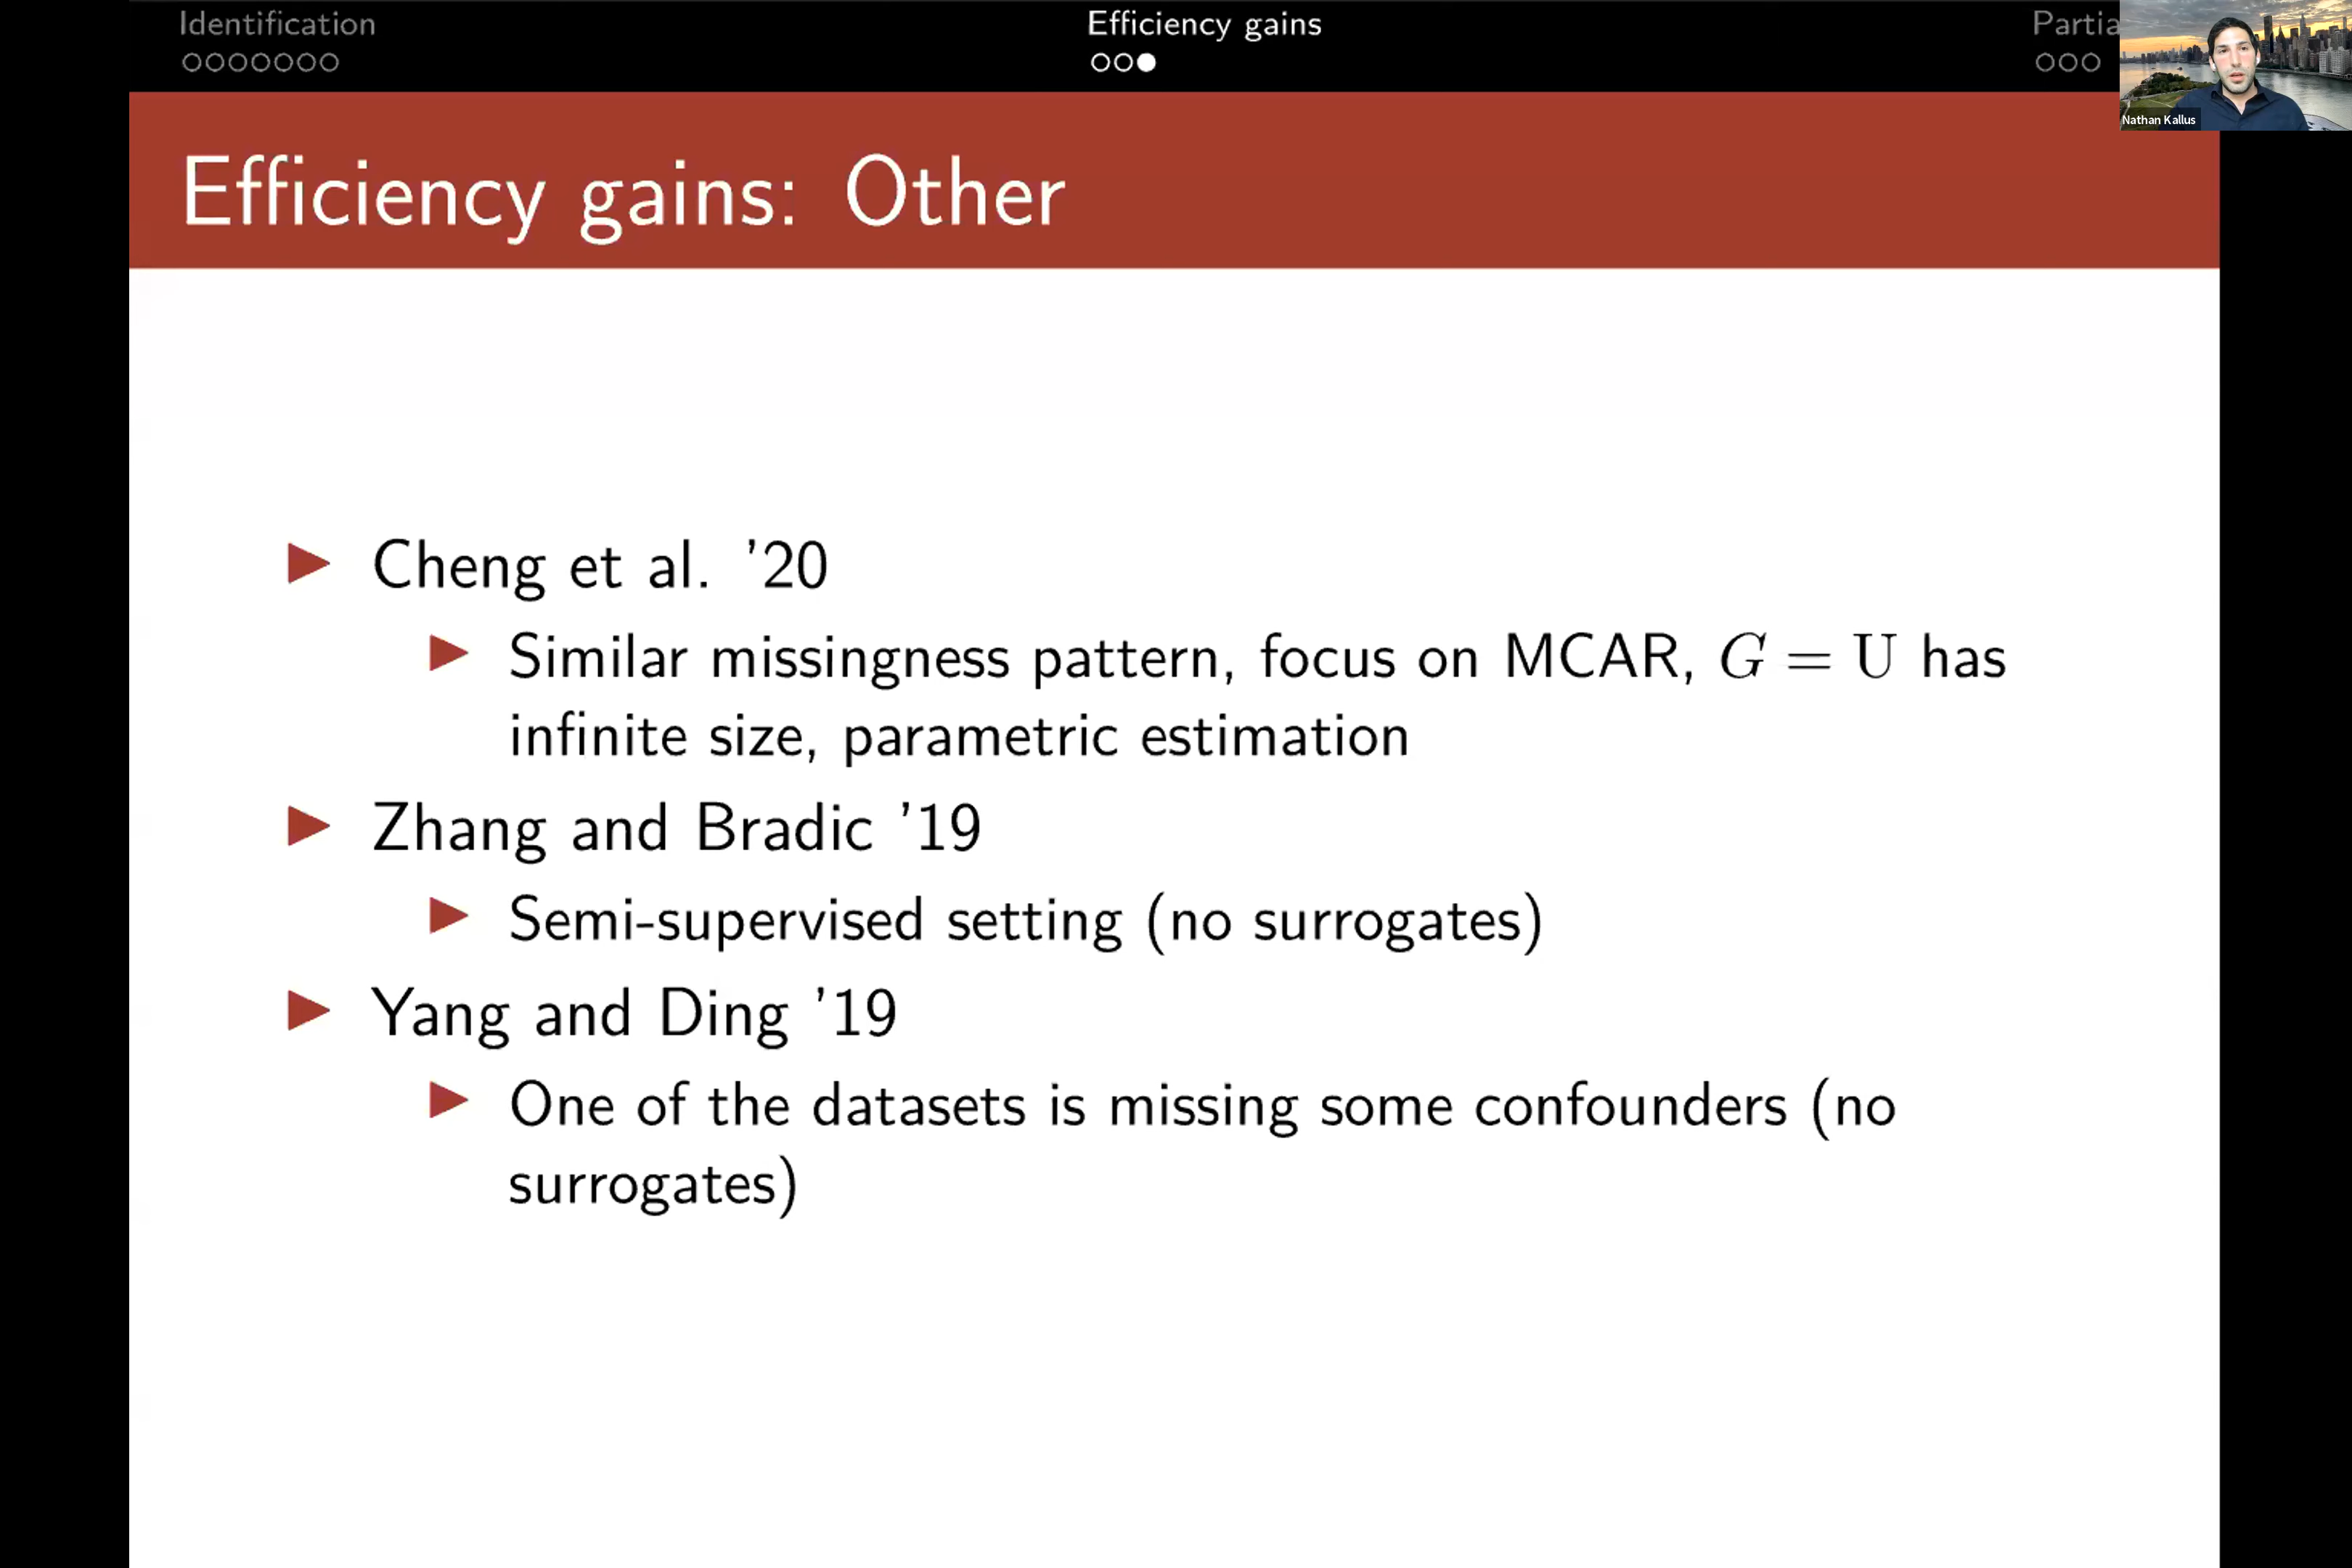 Identification
Efficiency gains
Partia
Nathan Kallus
Efficiency gains: Other
Cheng et al. '20
Similar missingness pattern, focus on MCAR, G = U has
infinite size, parametric estimation
Zhang and Bradic '19
Semi-supervised setting (no surrogates)
Yang and Ding '19
One of the datasets is missing some confounders (no
surrogates)